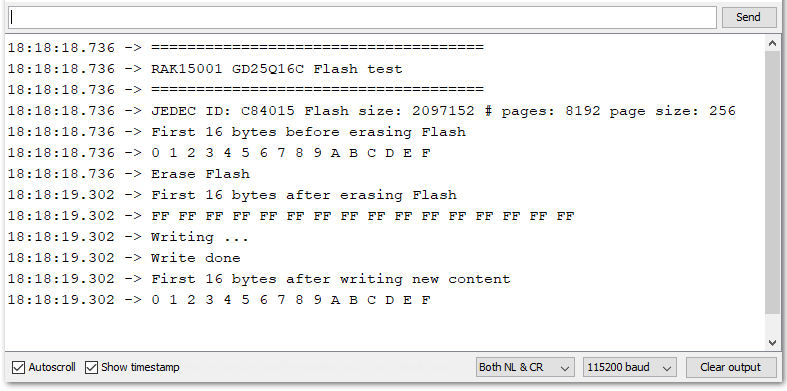 Send
18:18:18.736 -> =====================================
18:18:18.736 -> RAK15001 GD25Q16C Flash test
18:18:18.736 -> =====================================
18:18:18.736 -> JEDEC ID: C84015 Flash size: 2097152 # pages: 8192 page size: 256
18:18:18.736 -> First 16 bytes before erasing Flash
18:18:18.736 -> 0 1 2 3 4 5 6 7 8 9 A B C D E F
18:18:18.736 -> Erase Flash
18:18:19.302 -> First 16 bytes after erasing Flash
18:18:19.302 -> FF FF FF FF FF FF FF FF FF FF FF FF FF FF FF FF
18:18:19.302 -> Writing ...
18:18:19.302 -> Write done
18:18:19.302 -> First 16 bytes after writing new content
18:18:19.302 -> 0 1 2 3 4 5 6 7 8 9 A B C D E F
Autoscroll Show timestamp Both NL & CR 115200 baud Clear output